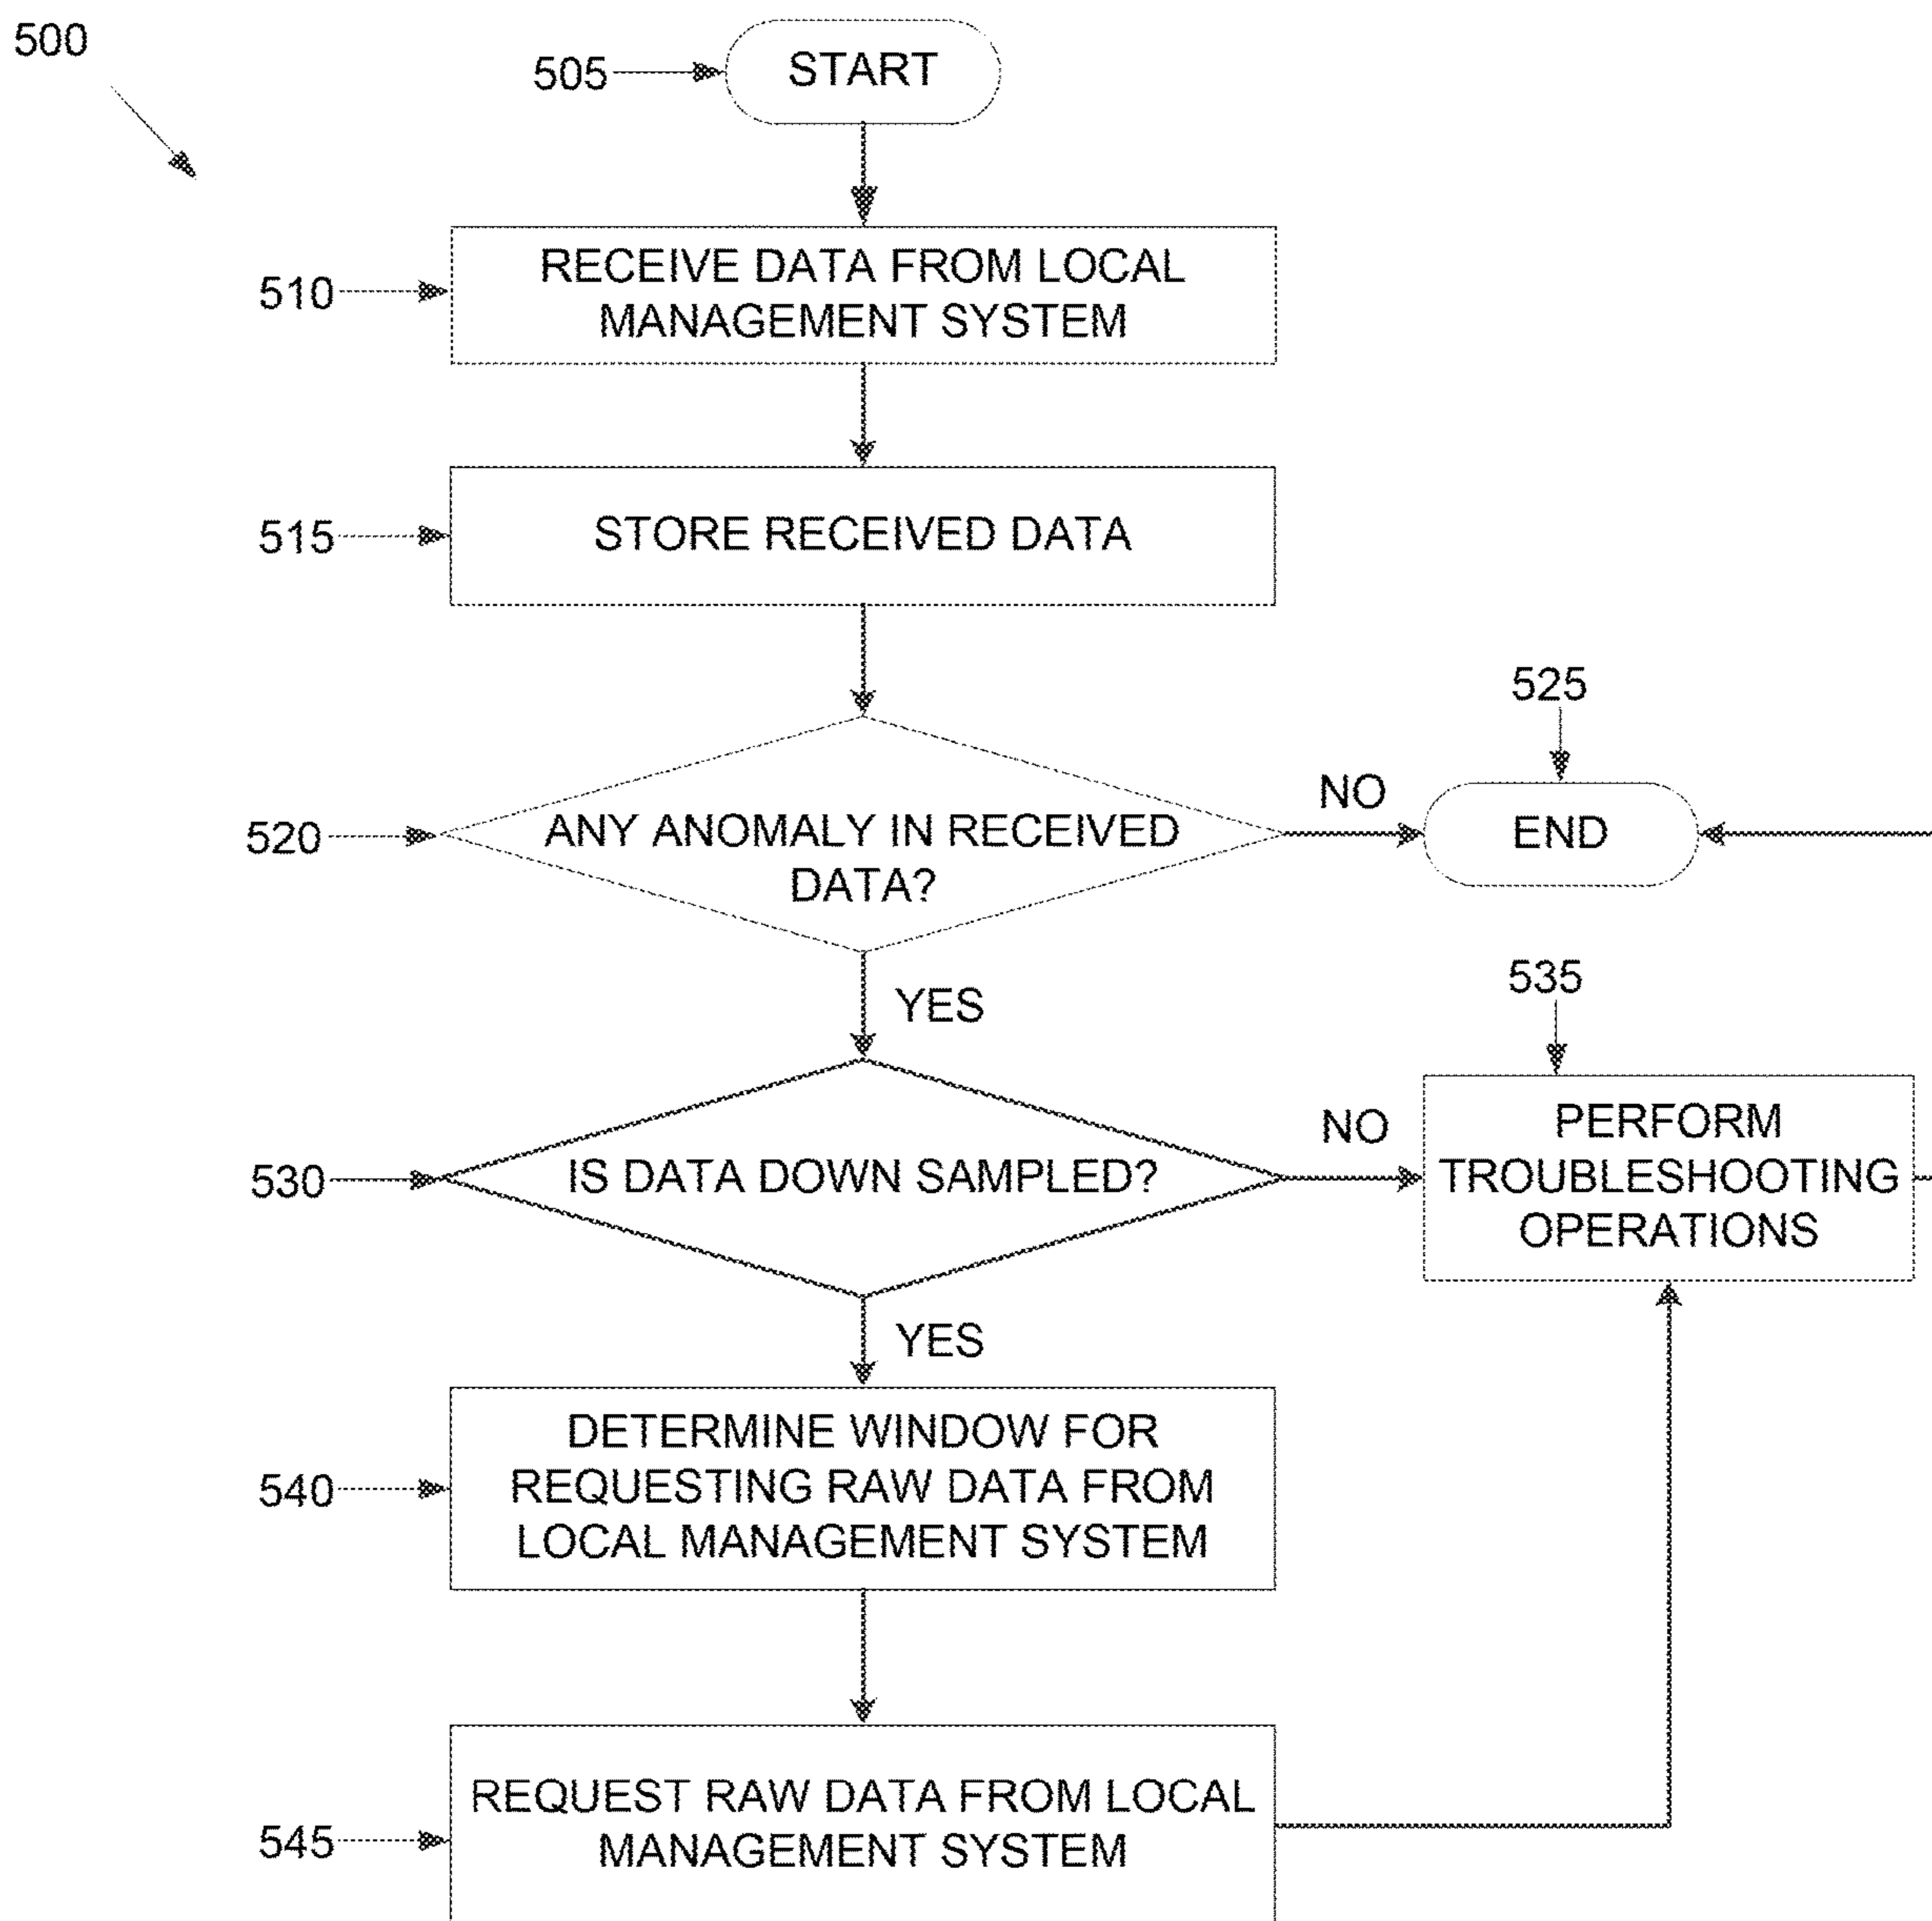 500
505
START
510
RECEIVE DATA FROM LOCAL
MANAGEMENT SYSTEM
515
STORE RECEIVED DATA
520
ANY ANOMALY IN RECEIVED
DATA?
NO
525
END
YES
530
IS DATA DOWN SAMPLED?
NO
535
PERFORM
TROUBLESHOOTING
OPERATIONS
YES
540
DETERMINE WINDOW FOR
REQUESTING RAW DATA FROM
LOCAL MANAGEMENT SYSTEM
545
REQUEST RAW DATA FROM LOCAL
MANAGEMENT SYSTEM